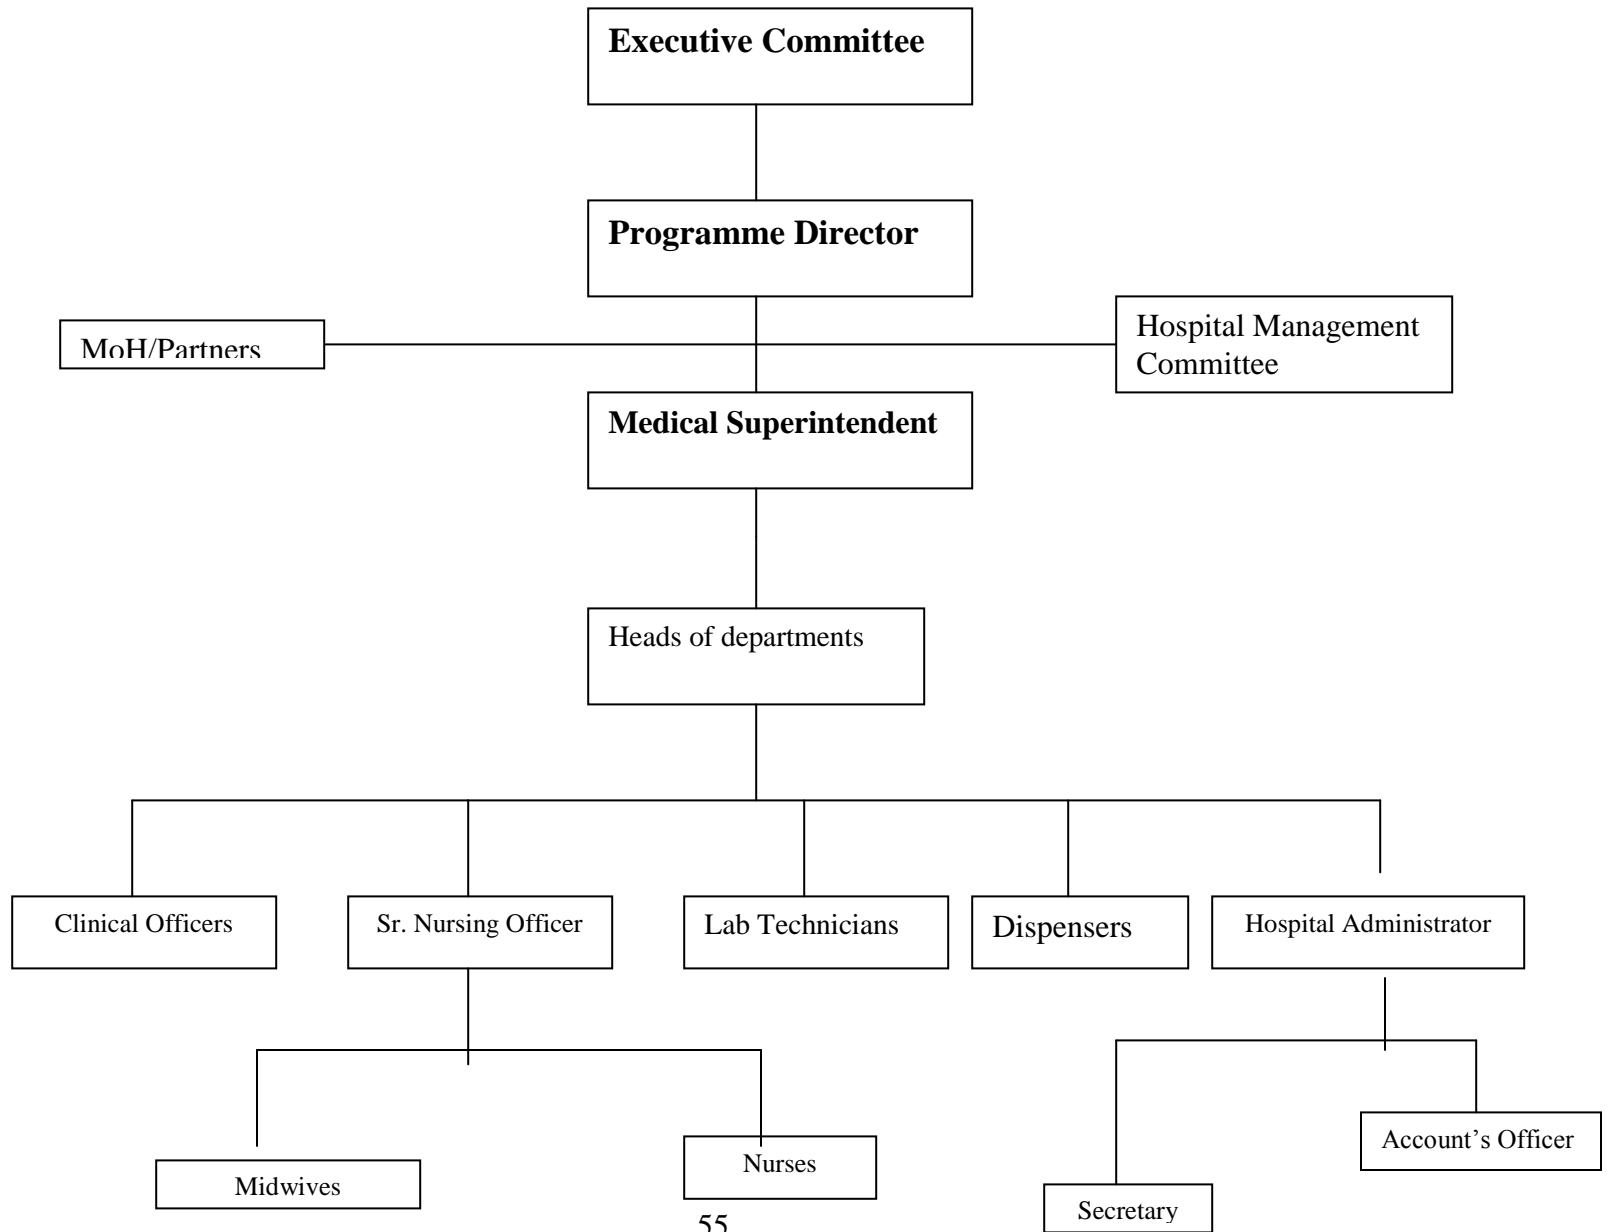 Executive Committee
Programme Director
MoH/Partners
Hospital Management
Committee
Medical Superintendent
Heads of departments
Clinical Officers
Sr. Nursing Officer
Lab Technicians
Dispensers
Hospital Administrator
Midwives
Nurses
Secretary
Account’s Officer
55